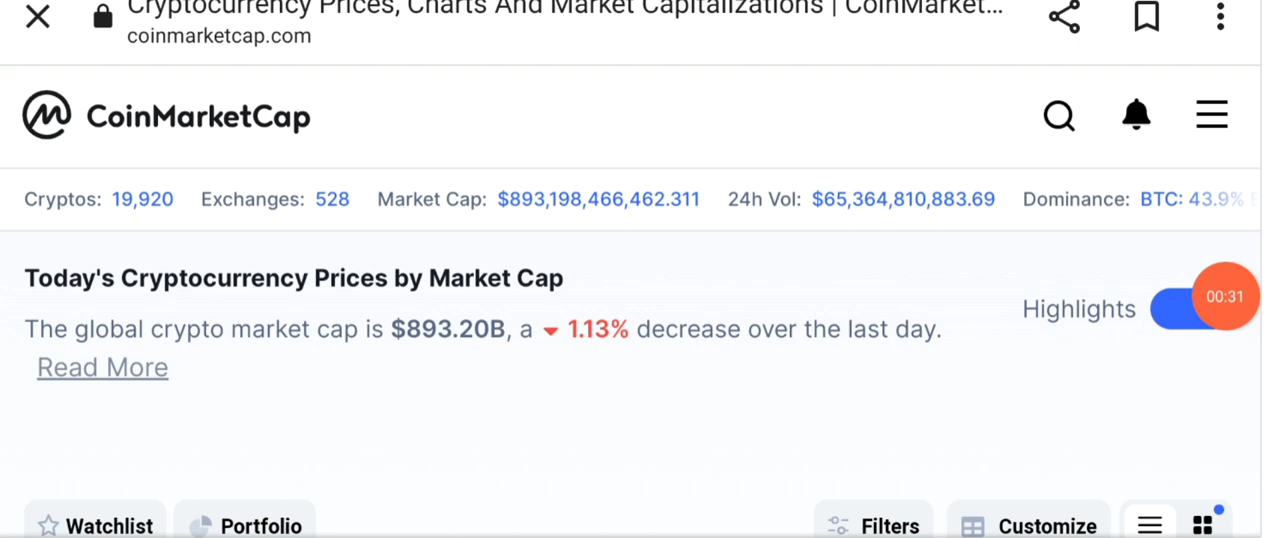 Cryptocurrency Prices, Charts And Market Capitalizations | CoinMarket...
coinmarketcap.com
CoinMarketCap
Cryptos: 19,920 Exchanges: 528 Market Cap: $893,198,466,462.311 24h Vol: $65,364,810,883.69 Dominance: BTC: 43.9%
Today's Cryptocurrency Prices by Market Cap
The global crypto market cap is $893.20B, a 1.13% decrease over the last day.
Read More
Highlights
00:31
Watchlist Portfolio Filters Customize